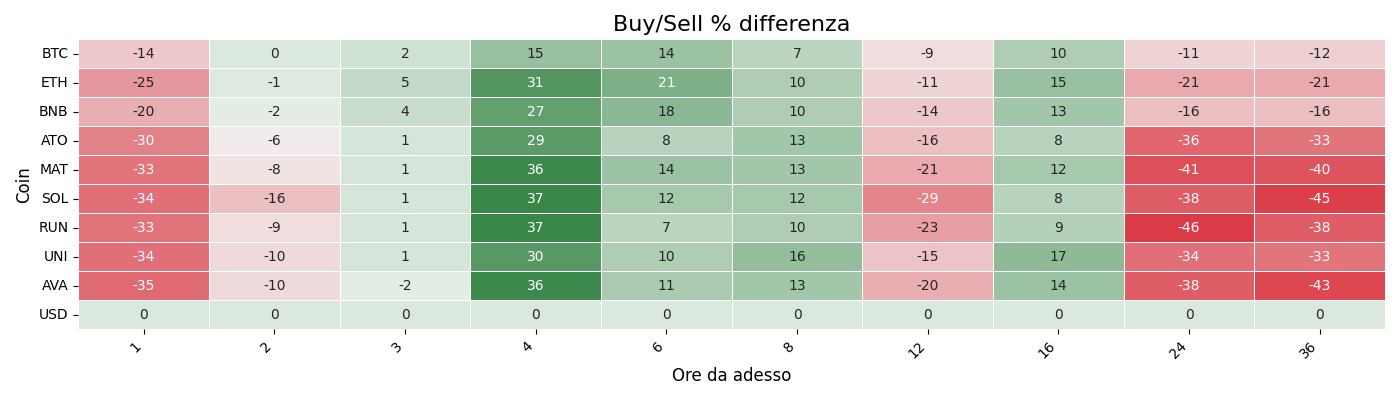 Buy/Sell % differenza
Coin
BTC -14 0 2 15 14 7 -9 10 -11 -12
ETH -25 -1 5 31 21 10 -11 15 -21 -21
BNB -20 -2 4 27 18 10 -14 13 -16 -16
ATO -30 -6 1 29 8 13 -16 8 -36 -33
MAT -33 -8 1 36 14 13 -21 12 -41 -40
SOL -34 -16 1 37 12 12 -29 8 -38 -45
RUN -33 -9 1 37 7 10 -23 9 -46 -38
UNI -34 -10 1 30 10 16 -15 17 -34 -33
AVA -35 -10 -2 36 11 13 -20 14 -38 -43
USD 0 0 0 0 0 0 0 0 0 0
1 2 3 4 6 8 12 16 24 36
Ore da adesso